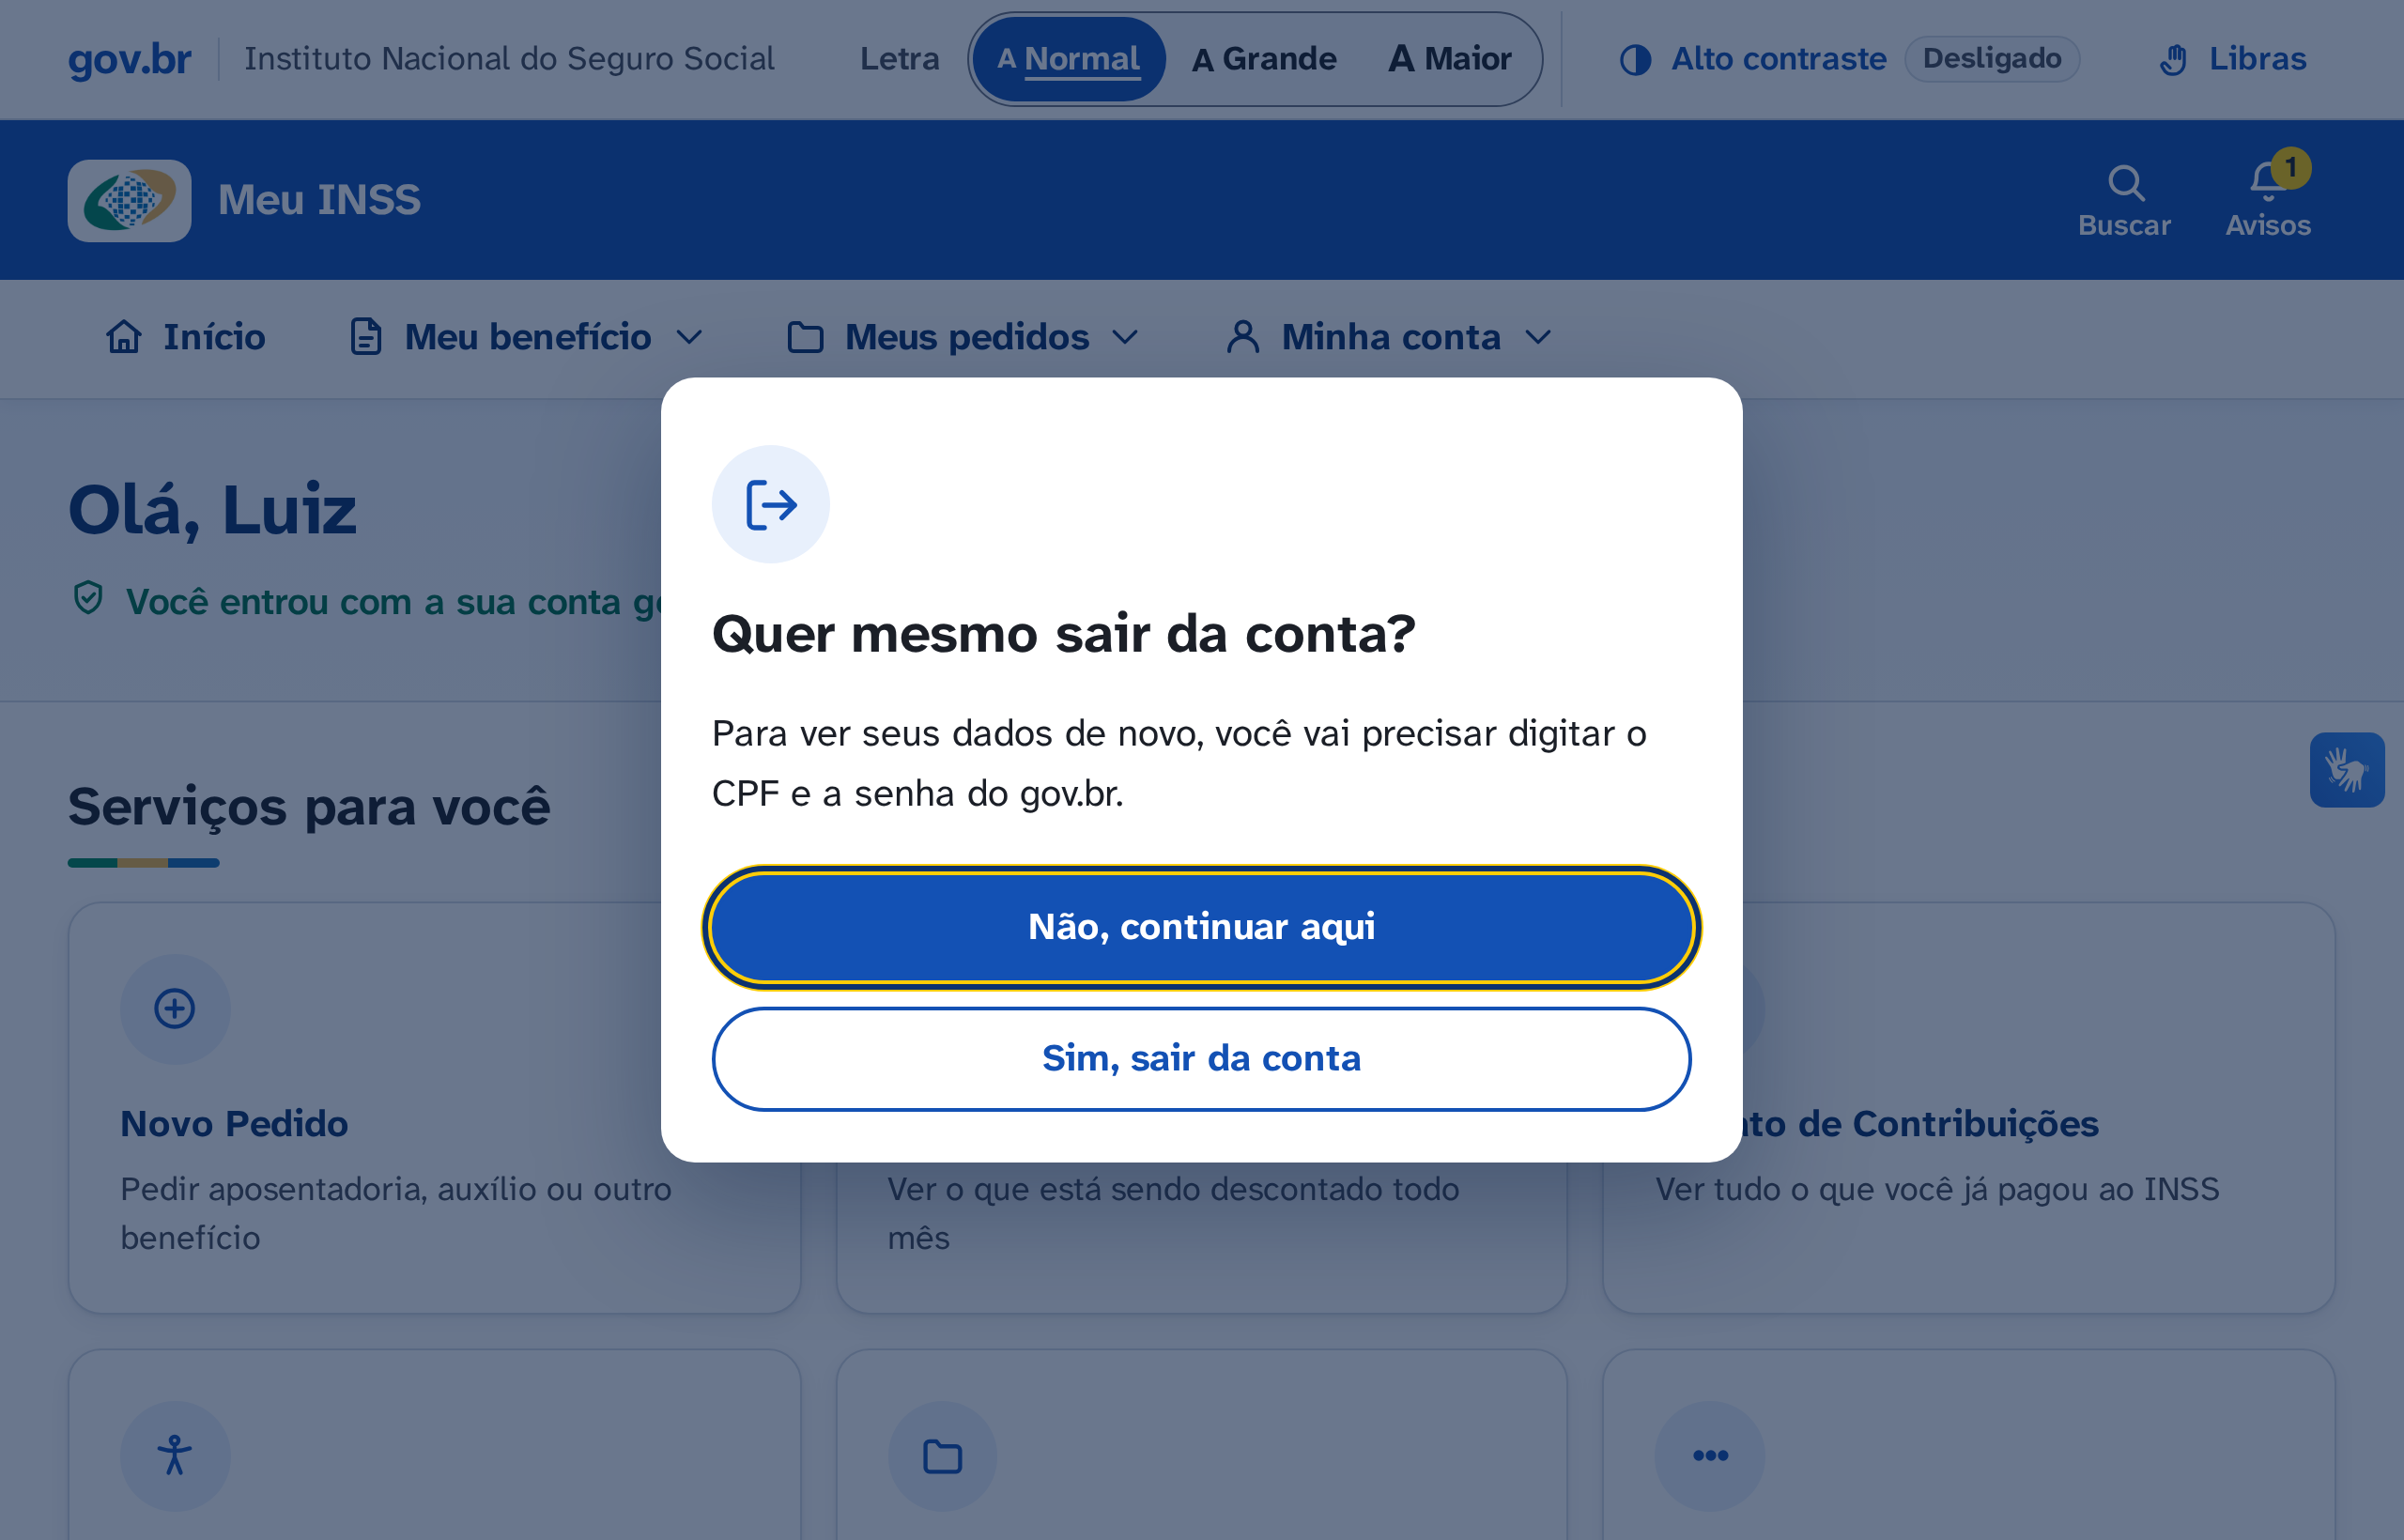 gov.br
Instituto Nacional do Seguro Social
Letra
A Normal
A Grande
A Maior
Alto contraste
Desligado
Libras
Meu INSS
Buscar
1
Avisos
Início
Meu benefício
Meus pedidos
Minha conta
Olá, Luiz
Você entrou com a sua conta
Quer mesmo sair da conta?
Para ver seus dados de novo, você vai precisar digitar o
CPF e a senha do gov.br.
Não, continuar aqui
Sim, sair da conta
Serviços para você
Novo Pedido
Pedir aposentadoria, auxílio ou outro
benefício
Ver o que está sendo descontado todo
mês
de Contribuições
Ver tudo o que você já pagou ao INSS